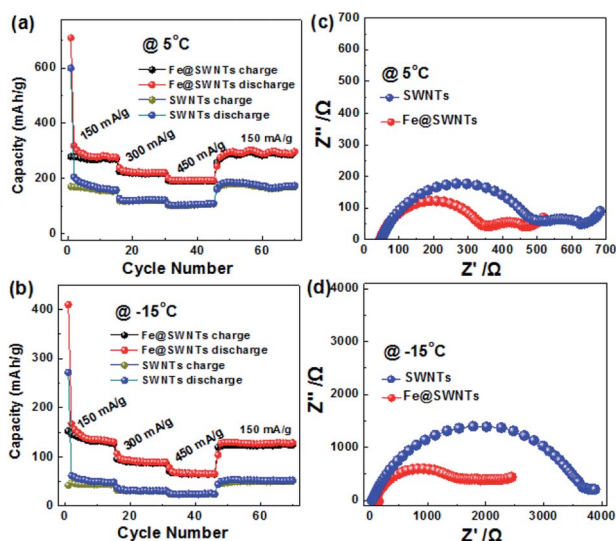 (a)
@ 5°C
Fe@SWNTs charge
Fe@SWNTs discharge
SWNTs charge
SWNTs discharge
150 mA/g
300 mA/g
450 mA/g
150 mA/g
Capacity (mAh/g)
600
400
200
0
0 20 40 60
Cycle Number
(c)
@ 5°C
SWNTs
Fe@SWNTs
Z'' /Ω
700
600
500
400
300
200
100
0
0 100 200 300 400 500 600 700
Z' /Ω
(b)
@ -15°C
Fe@SWNTs charge
Fe@SWNTs discharge
SWNTs charge
SWNTs discharge
150 mA/g
300 mA/g
450 mA/g
150 mA/g
Capacity (mAh/g)
400
300
200
100
0
0 20 40 60
Cycle Number
(d)
@ -15°C
SWNTs
Fe@SWNTs
Z'' /Ω
4000
3000
2000
1000
0
0 1000 2000 3000 4000
Z' /Ω